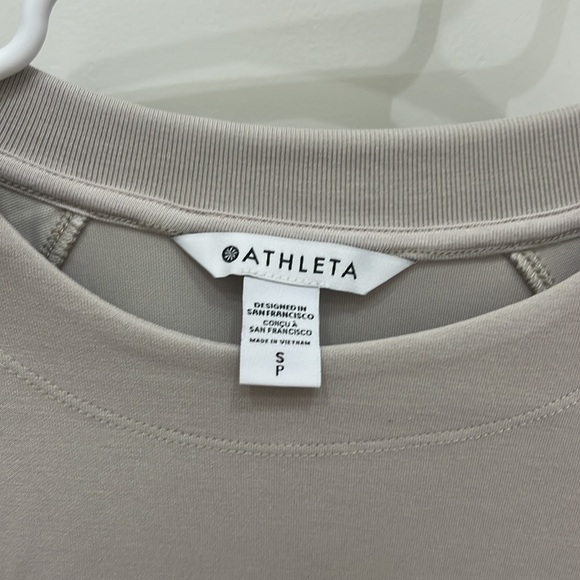 ATHLETA
DESIGNED IN
SAN FRANCISCO
CONÇU À
SAN FRANCISCO
MADE IN VIETNAM
S
P